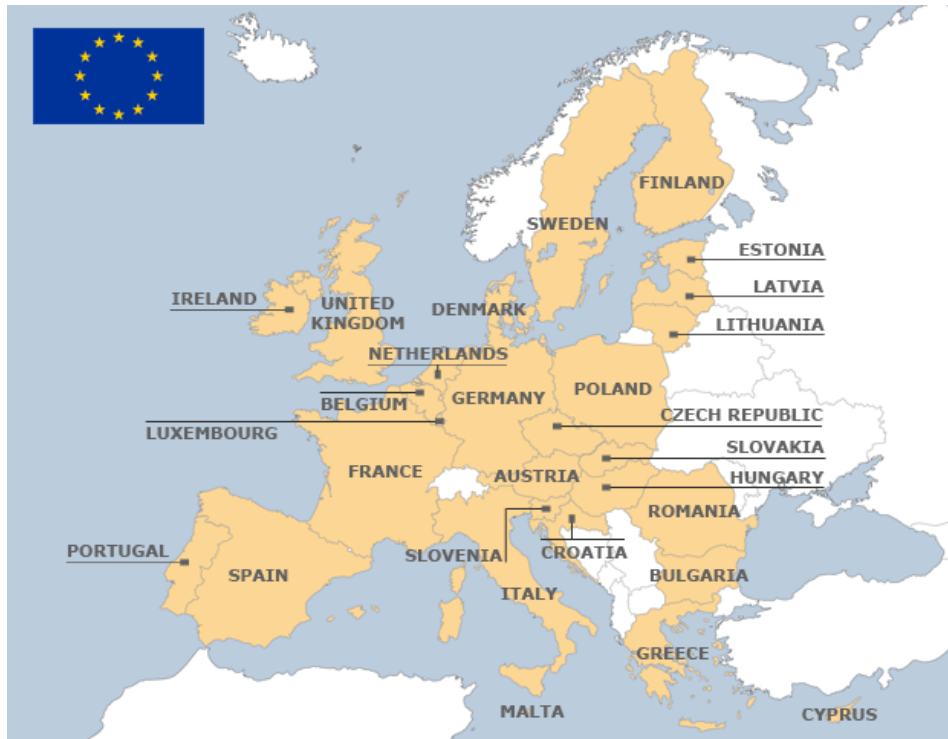 FINLAND
SWEDEN
ESTONIA
LATVIA
IRELAND
UNITED
KINGDOM
DENMARK
LITHUANIA
NETHERLANDS
BELGIUM
GERMANY
POLAND
CZECH REPUBLIC
LUXEMBOURG
SLOVAKIA
FRANCE
AUSTRIA
HUNGARY
ROMANIA
PORTUGAL
SLOVENIA
CROATIA
SPAIN
BULGARIA
ITALY
GREECE
MALTA
CYPRUS